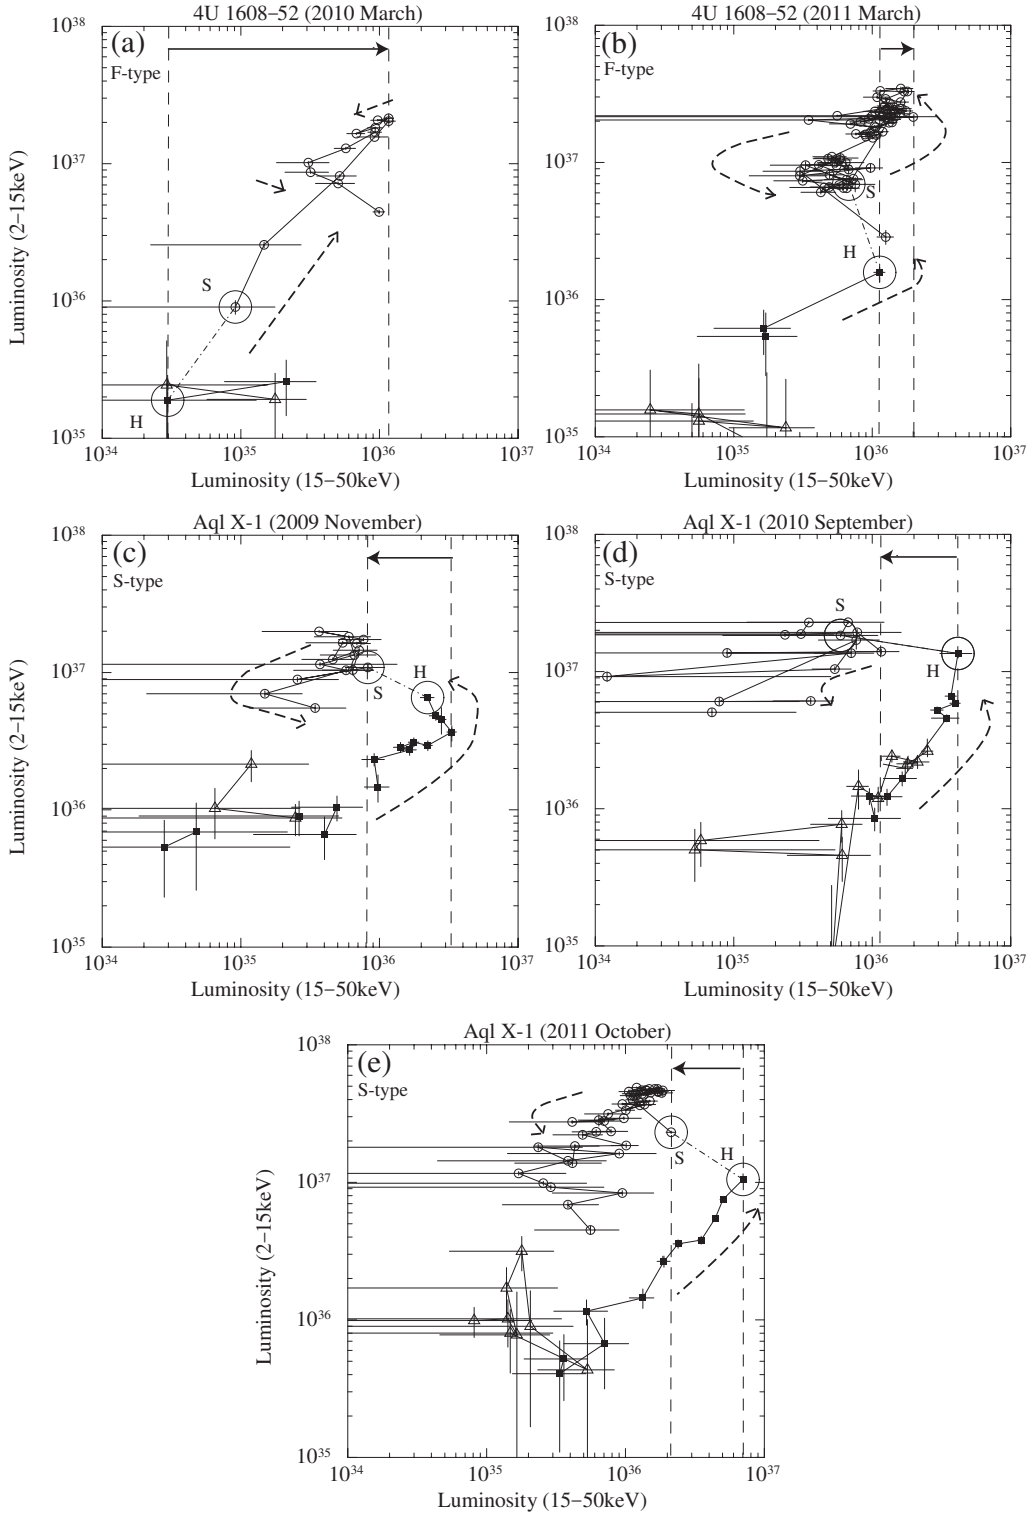 4U 1608−52 (2010 March)
(a)
F-type
S
H
10^38
10^37
10^36
10^35
10^34
10^35
10^36
10^37
Luminosity (2−15keV)
Luminosity (15−50keV)
4U 1608−52 (2011 March)
(b)
F-type
S
H
10^38
10^37
10^36
10^35
10^34
10^35
10^36
10^37
Luminosity (15−50keV)
Aql X-1 (2009 November)
(c)
S-type
H
S
10^38
10^37
10^36
10^35
10^34
10^35
10^36
10^37
Luminosity (2−15keV)
Luminosity (15−50keV)
Aql X-1 (2010 September)
(d)
S-type
S
H
10^38
10^37
10^36
10^35
10^34
10^35
10^36
10^37
Luminosity (15−50keV)
Aql X-1 (2011 October)
(e)
S-type
S
H
10^38
10^37
10^36
10^35
10^34
10^35
10^36
10^37
Luminosity (2−15keV)
Luminosity (15−50keV)